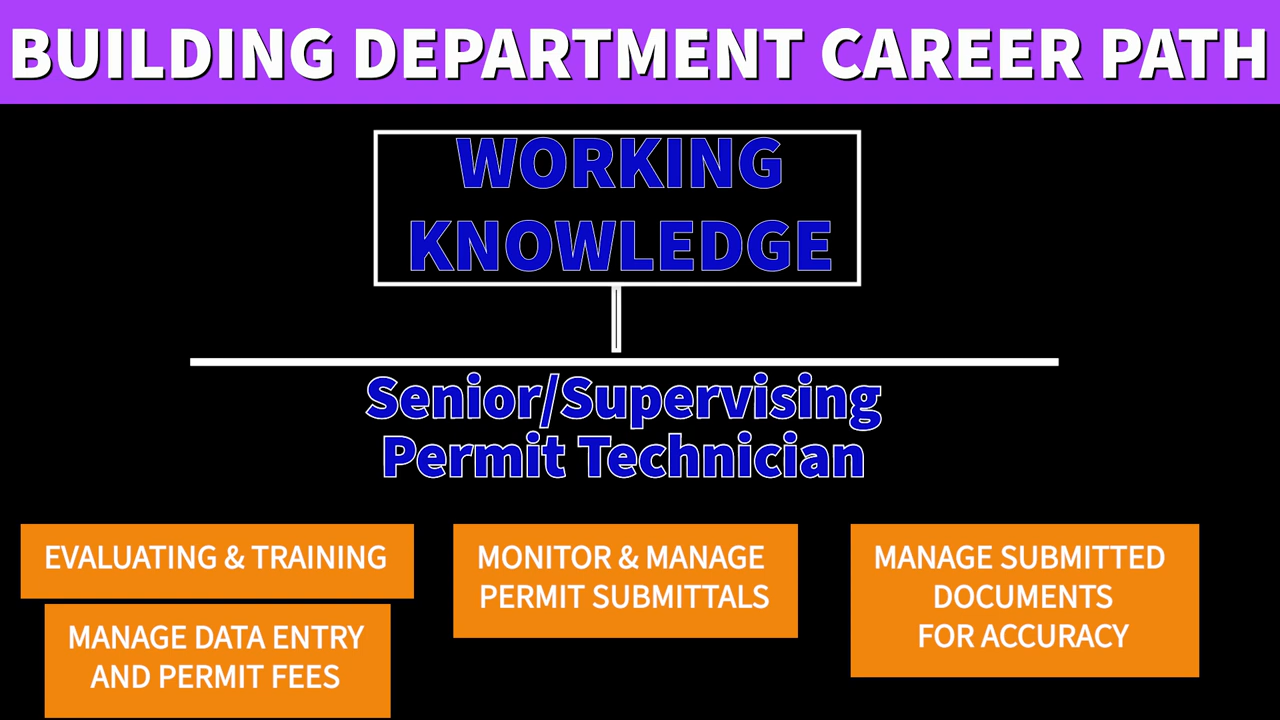 BUILDING DEPARTMENT CAREER PATH
WORKING
KNOWLEDGE
Senior/Supervising
Permit Technician
EVALUATING & TRAINING
MANAGE DATA ENTRY
AND PERMIT FEES
MONITOR & MANAGE
PERMIT SUBMITTALS
MANAGE SUBMITTED
DOCUMENTS
FOR ACCURACY